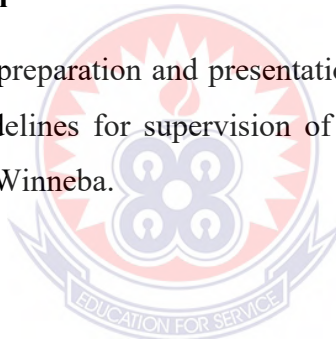 preparation and presentatio
delines for supervision of
Winneba.
EDUCATION FOR SERVICE